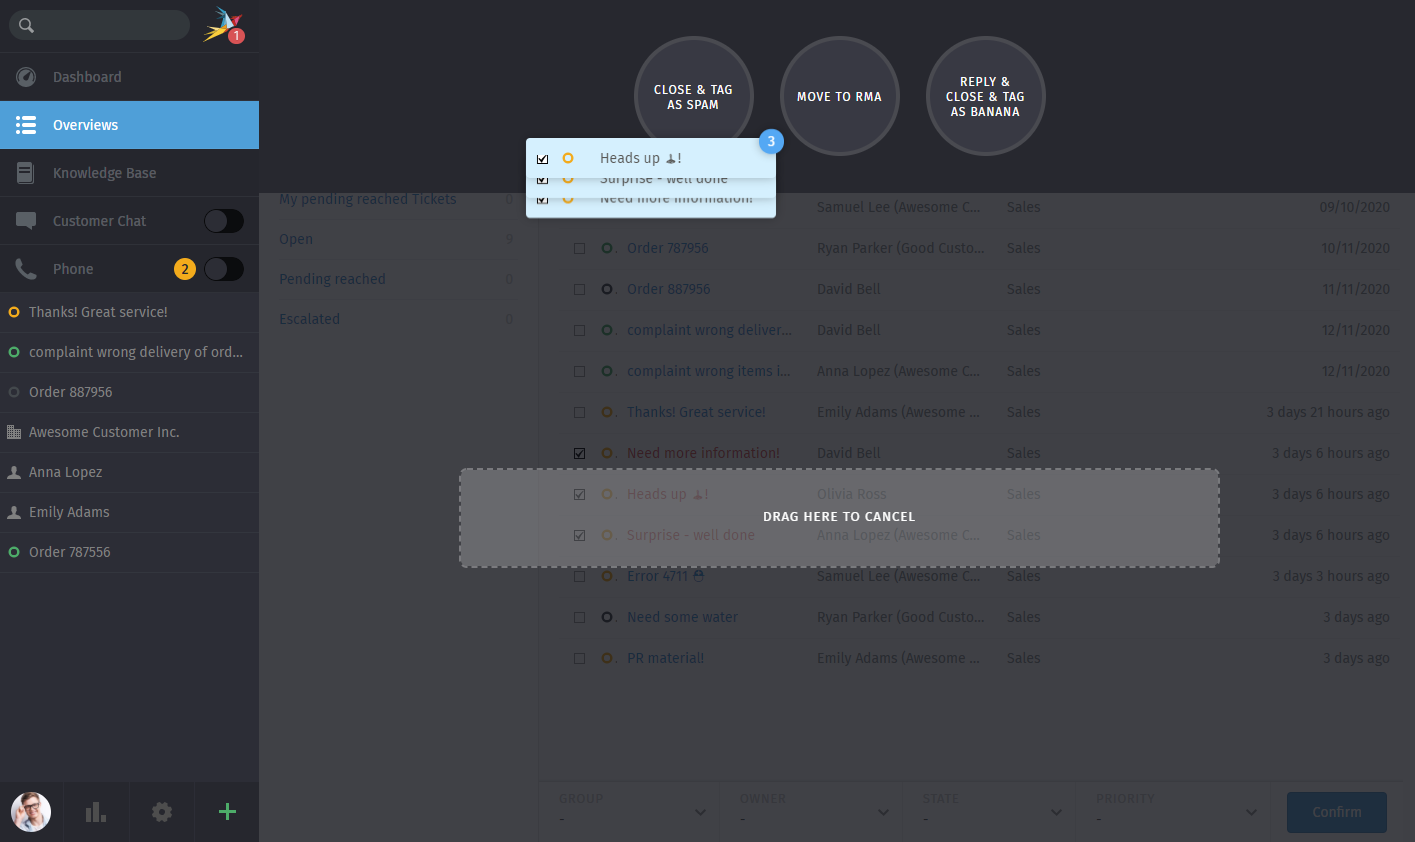 1
Dashboard
Overviews
Knowledge Base
Customer Chat
Phone 2
Thanks! Great service!
complaint wrong delivery of ord...
Order 887956
Awesome Customer Inc.
Anna Lopez
Emily Adams
Order 787556
CLOSE & TAG
AS SPAM
MOVE TO RMA
REPLY &
CLOSE & TAG
AS BANANA
3
Heads up !
Surprise - well done
Need more information!
My pending reached Tickets 0
Open 9
Pending reached 0
Escalated 0
Samuel Lee (Awesome C... Sales 09/10/2020
Order 787956 Ryan Parker (Good Custo... Sales 10/11/2020
Order 887956 David Bell Sales 11/11/2020
complaint wrong deliver... David Bell Sales 12/11/2020
complaint wrong items i... Anna Lopez (Awesome C... Sales 12/11/2020
Thanks! Great service! Emily Adams (Awesome ... Sales 3 days 21 hours ago
Need more information! David Bell Sales 3 days 6 hours ago
Heads up ! Olivia Ross Sales 3 days 6 hours ago
DRAG HERE TO CANCEL
Surprise - well done Anna Lopez (Awesome C... Sales 3 days 6 hours ago
Error 4711 Samuel Lee (Awesome C... Sales 3 days 3 hours ago
Need some water Ryan Parker (Good Custo... Sales 3 days ago
PR material! Emily Adams (Awesome ... Sales 3 days ago
GROUP OWNER STATE PRIORITY
- - - -
Confirm